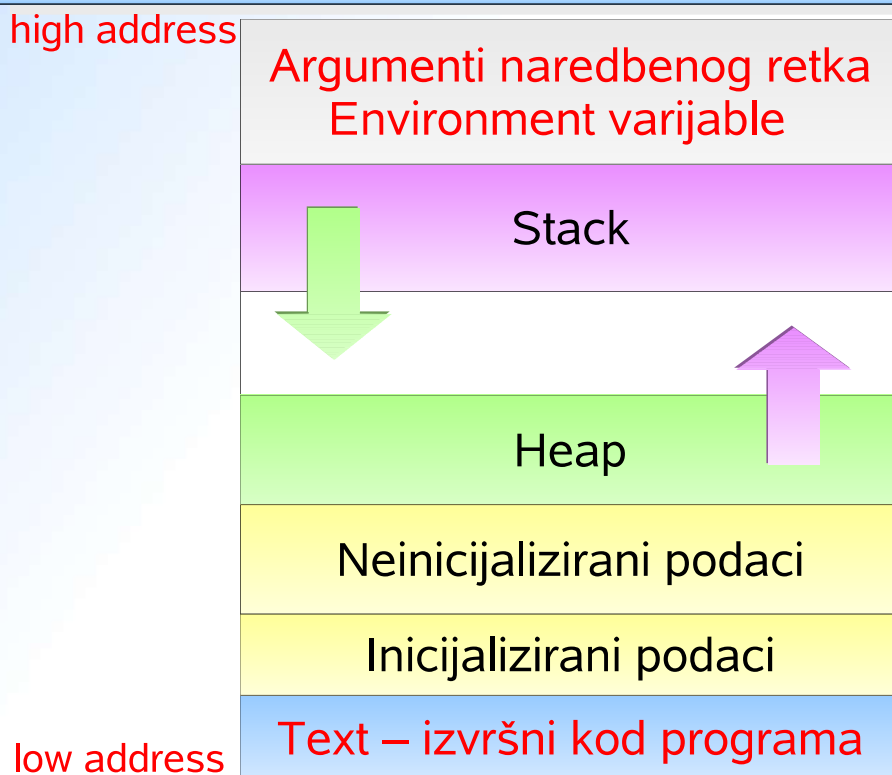 high address
Argumenti naredbenog retka
Environment varijable
Stack
Heap
Neinicijalizirani podaci
Inicijalizirani podaci
Text – izvršni kod programa
low address